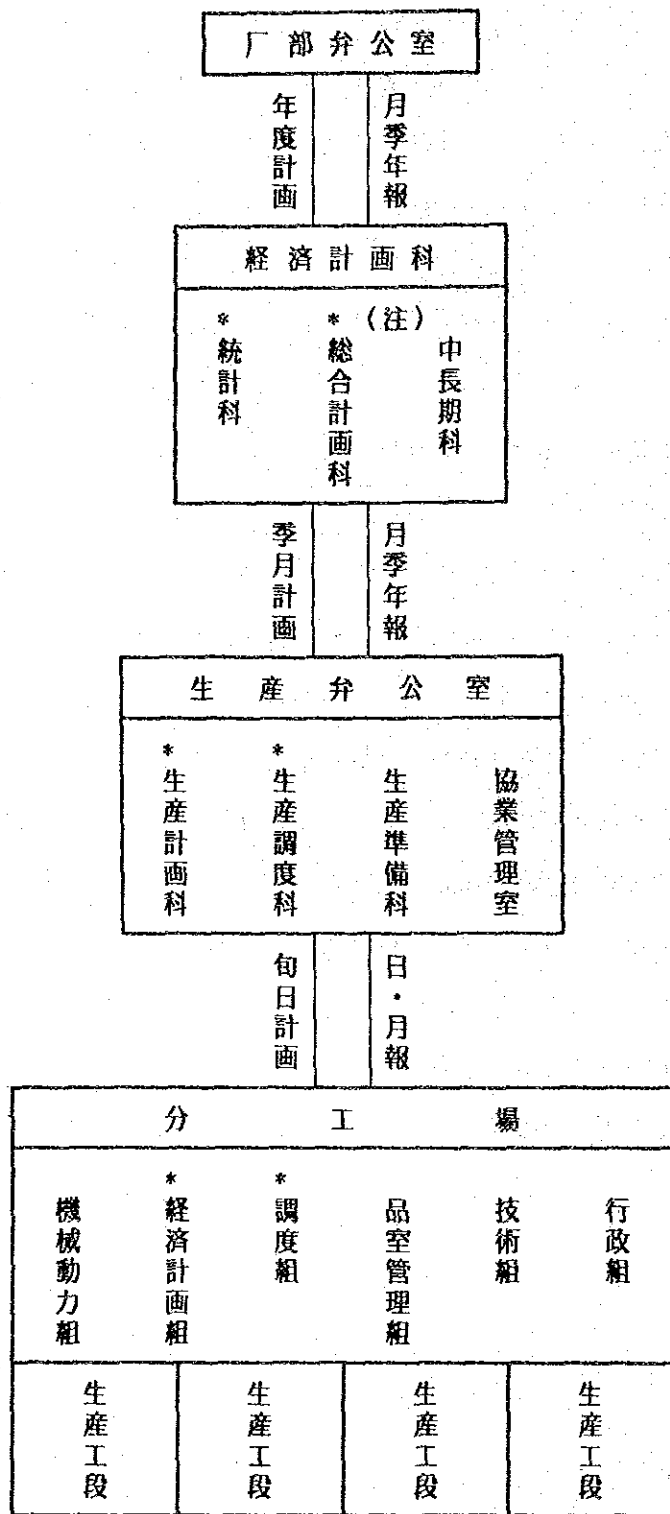 厂部弁公室
年度計画
月季年報
経済計画科
*統計科
*(注)
総合計画科
中長期科
季月計画
月季年報
生産弁公室
*生産計画科
*生産調度科
生産準備科
協業管理室
旬日計画
日・月報
分工場
機械動力組
*経済計画組
*調度組
品室管理組
技術組
行政組
生産工段
生産工段
生産工段
生産工段